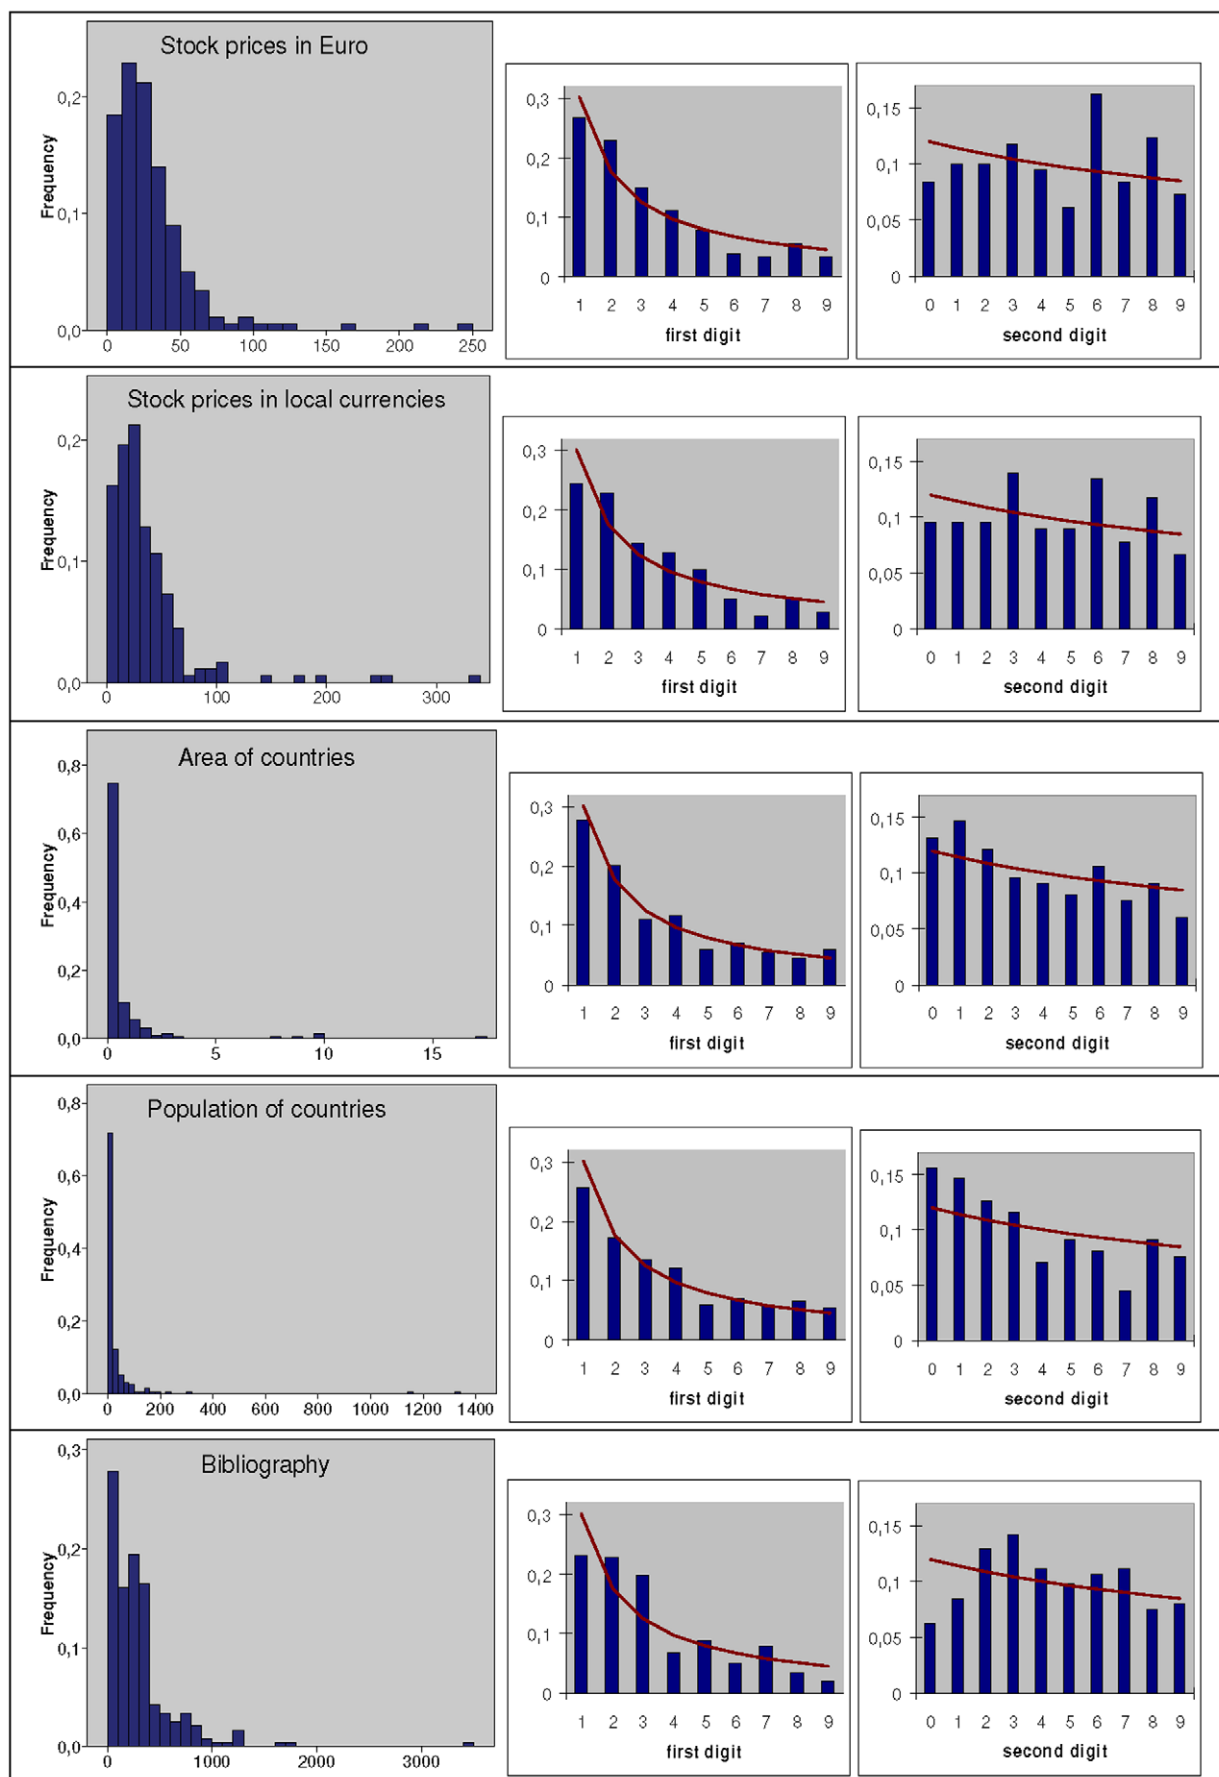 Stock prices in Euro
Frequency
0,2
0,1
0,0
0 50 100 150 200 250
0,3
0,2
0,1
0
1 2 3 4 5 6 7 8 9
first digit
0,15
0,1
0,05
0
0 1 2 3 4 5 6 7 8 9
second digit
Stock prices in local currencies
Frequency
0,2
0,1
0,0
0 100 200 300
0,3
0,2
0,1
0
1 2 3 4 5 6 7 8 9
first digit
0,15
0,1
0,05
0
0 1 2 3 4 5 6 7 8 9
second digit
Area of countries
Frequency
0,8
0,6
0,4
0,2
0,0
0 5 10 15
0,3
0,2
0,1
0
1 2 3 4 5 6 7 8 9
first digit
0,15
0,1
0,05
0
0 1 2 3 4 5 6 7 8 9
second digit
Population of countries
Frequency
0,8
0,6
0,4
0,2
0,0
0 200 400 600 800 1000 1200 1400
0,3
0,2
0,1
0
1 2 3 4 5 6 7 8 9
first digit
0,15
0,1
0,05
0
0 1 2 3 4 5 6 7 8 9
second digit
Bibliography
Frequency
0,3
0,2
0,1
0,0
0 1000 2000 3000
0,3
0,2
0,1
0
1 2 3 4 5 6 7 8 9
first digit
0,15
0,1
0,05
0
0 1 2 3 4 5 6 7 8 9
second digit